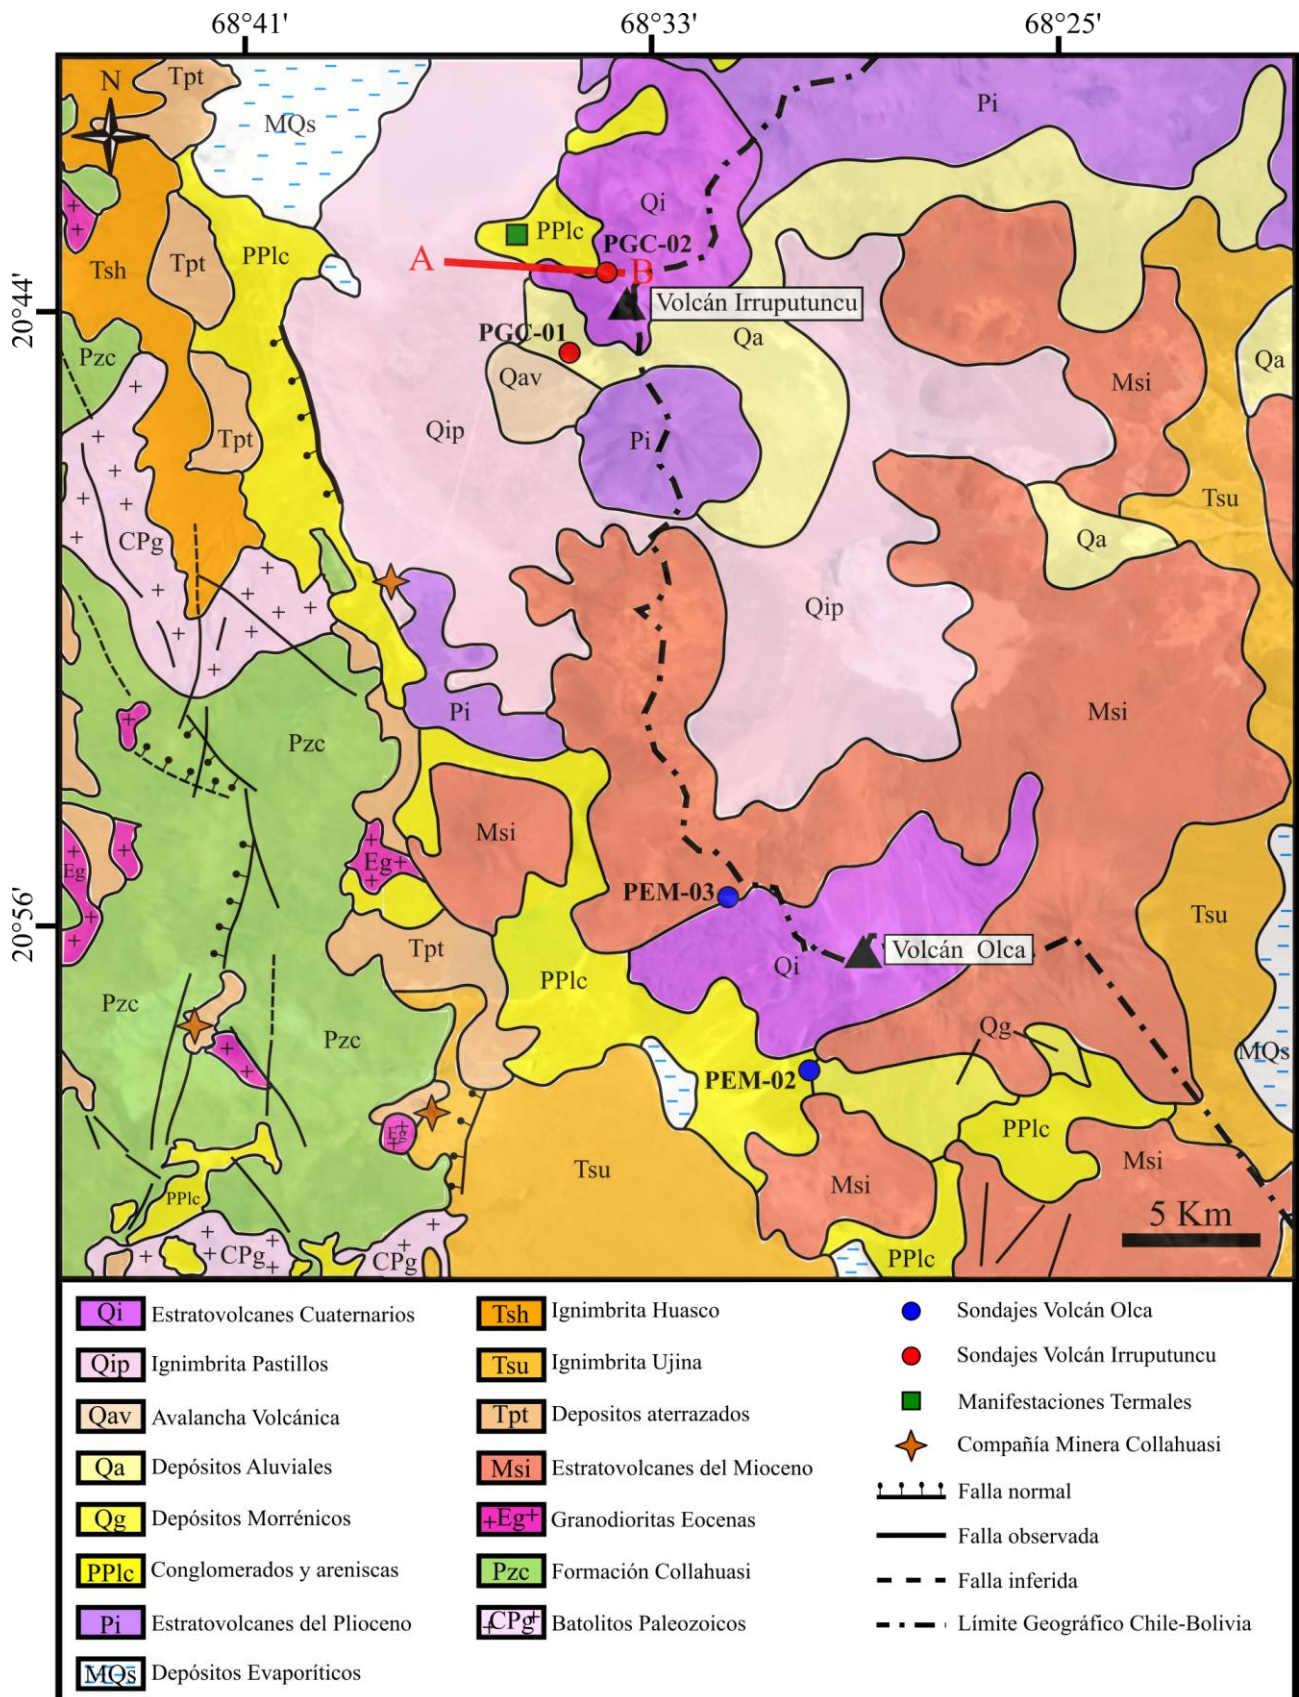 68°41'
68°33'
68°25'
N
Tpt
MQs
Pi
Qi
PPlc
PGC-02
Tsh
Tpt
PPlc
A
B
20°44'
Volcán Irruputuncu
PGC-01
Qa
Qa
Pzc
Qav
Msi
Tpt
Qip
Pi
Tsu
CPg
Qa
Qip
Pi
Msi
Pzc
Msi
Eg
Eg
PEM-03
20°56'
Tpt
Volcán Olca
Tsu
PPlc
Qi
Pzc
Pzc
Qg
MQs
PEM-02
Eg
PPlc
Tsu
Msi
Msi
PPlc
5 Km
CPg
CPg
PPlc
Qi Estratovolcanes Cuaternarios
Qip Ignimbrita Pastillos
Qav Avalancha Volcánica
Qa Depósitos Aluviales
Qg Depósitos Morrénicos
PPlc Conglomerados y areniscas
Pi Estratovolcanes del Plioceno
MQs Depósitos Evaporíticos
Tsh Ignimbrita Huasco
Tsu Ignimbrita Ujina
Tpt Depositos aterrazados
Msi Estratovolcanes del Mioceno
Eg Granodioritas Eocenas
Pzc Formación Collahuasi
CPg Batolitos Paleozoicos
Sondajes Volcán Olca
Sondajes Volcán Irruputuncu
Manifestaciones Termales
Compañía Minera Collahuasi
Falla normal
Falla observada
Falla inferida
Límite Geográfico Chile-Bolivia